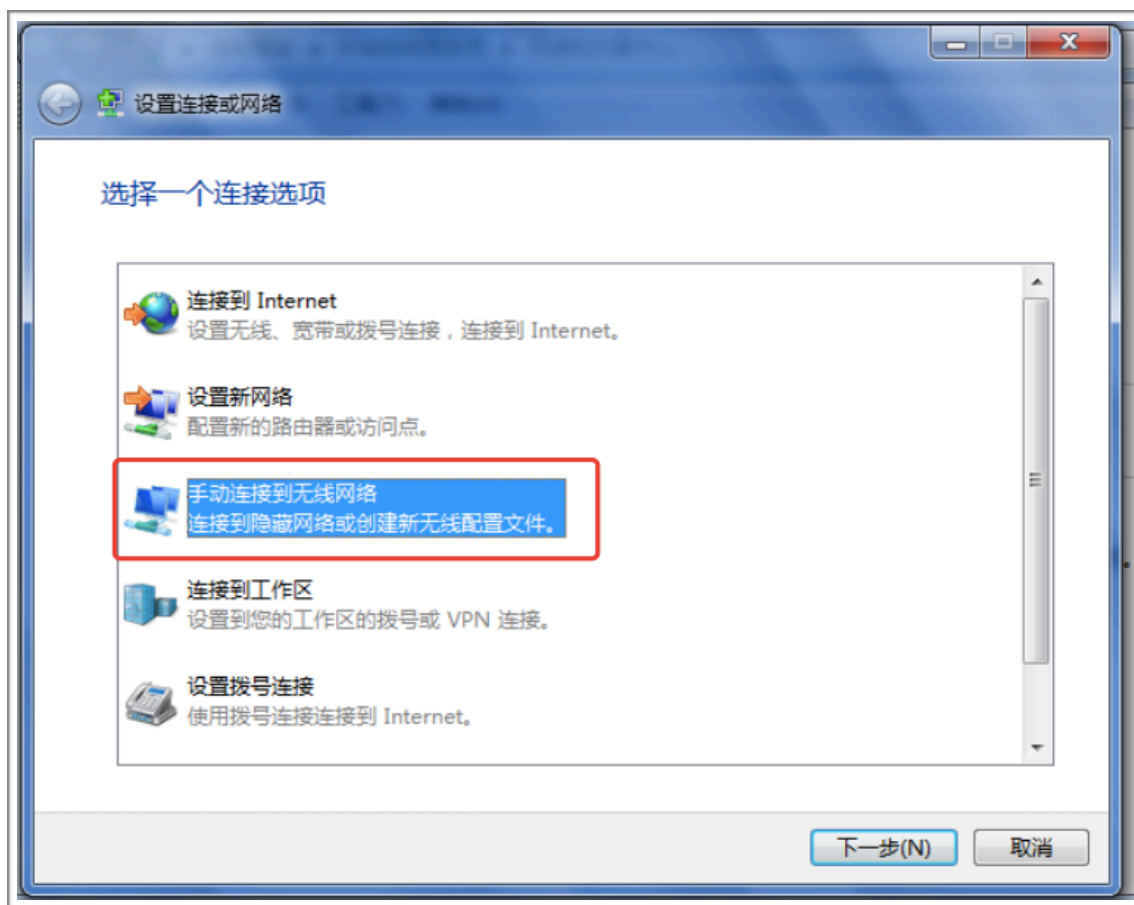 设置连接或网络
选择一个连接选项
连接到 Internet
设置无线、宽带或拨号连接，连接到 Internet。
设置新网络
配置新的路由器或访问点。
手动连接到无线网络
连接到隐藏网络或创建新无线配置文件。
连接到工作区
设置到您的工作区的拨号或 VPN 连接。
设置拨号连接
使用拨号连接连接到 Internet。
下一步(N)
取消